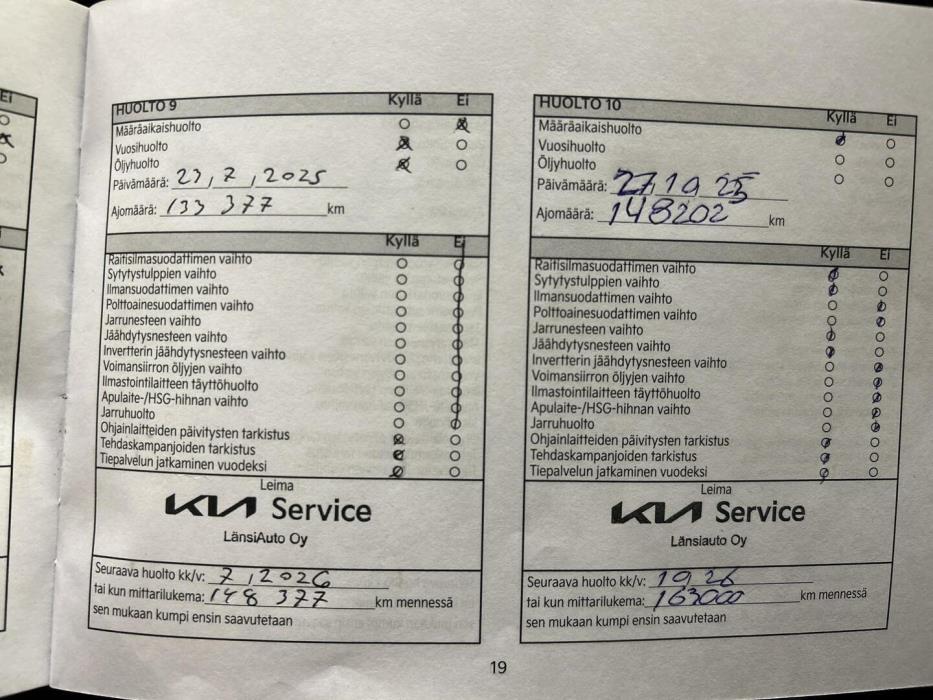 Ei
HUOLTO 9 Kyllä Ei
Määräaikaishuolto
Vuosihuolto
Öljyhuolto
Päivämäärä: 23,7,2025
Ajomäärä: 133 377 km
Kyllä Ei
Raitisilmasuodattimen vaihto
Sytytystulppien vaihto
Ilmansuodattimen vaihto
Polttoainesuodattimen vaihto
Jarrunesteen vaihto
Jäähdytysnesteen vaihto
Invertterin jäähdytysnesteen vaihto
Voimansiirron öljyjen vaihto
Ilmastointilaitteen täyttöhuolto
Apulaite-/HSG-hihnan vaihto
Jarruhuolto
Ohjainlaitteiden päivitysten tarkistus
Tehdaskampanjoiden tarkistus
Tiepalvelun jatkaminen vuodeksi
Leima
KIA Service
LänsiAuto Oy
Seuraava huolto kk/v: 7,2026
tai kun mittarilukema: 148 377 km mennessä
sen mukaan kumpi ensin saavutetaan
HUOLTO 10 Kyllä Ei
Määräaikaishuolto
Vuosihuolto
Öljyhuolto
Päivämäärä: 27,10 25
Ajomäärä: 148202 km
Kyllä Ei
Raitisilmasuodattimen vaihto
Sytytystulppien vaihto
Ilmansuodattimen vaihto
Polttoainesuodattimen vaihto
Jarrunesteen vaihto
Jäähdytysnesteen vaihto
Invertterin jäähdytysnesteen vaihto
Voimansiirron öljyjen vaihto
Ilmastointilaitteen täyttöhuolto
Apulaite-/HSG-hihnan vaihto
Jarruhuolto
Ohjainlaitteiden päivitysten tarkistus
Tehdaskampanjoiden tarkistus
Tiepalvelun jatkaminen vuodeksi
Leima
KIA Service
Länsiauto Oy
Seuraava huolto kk/v: 10 26
tai kun mittarilukema: 163000 km mennessä
sen mukaan kumpi ensin saavutetaan
19